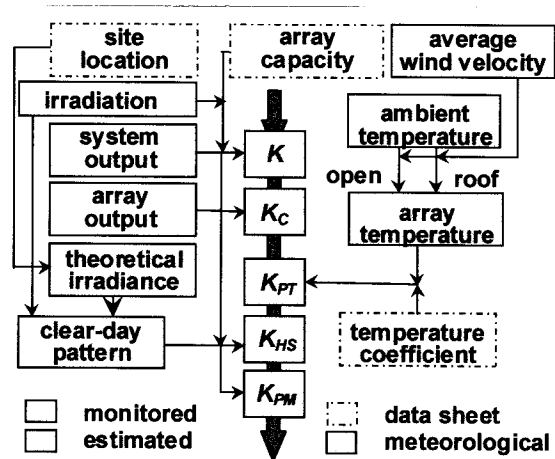 site
location
array
capacity
average
wind velocity
irradiation
ambient
temperature
system
output
K
open
roof
array
output
K_C
array
temperature
theoretical
irradiance
K_PT
clear-day
pattern
K_HS
temperature
coefficient
K_PM
monitored
data sheet
estimated
meteorological